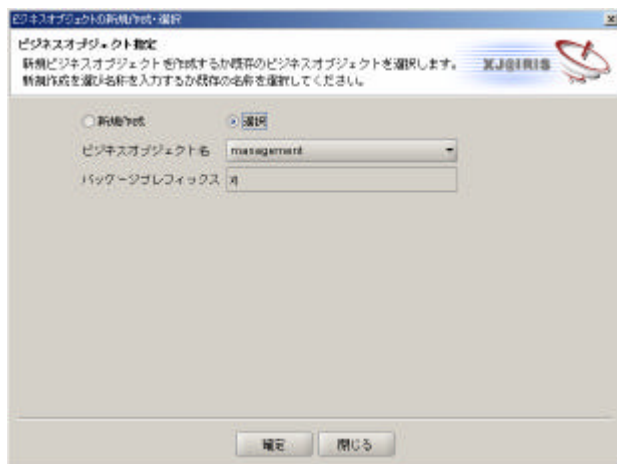 ビジネスオブジェクトの新規作成・選択
ビジネスオブジェクト指定
新規ビジネスオブジェクトを作成するか既存のビジネスオブジェクトを選択します。
新規作成を選び名称を入力するか既存の名称を選択してください。
XJ@IRIS
新規作成 選択
ビジネスオブジェクト名 management
パッケージプレフィックス xj
確定 閉じる